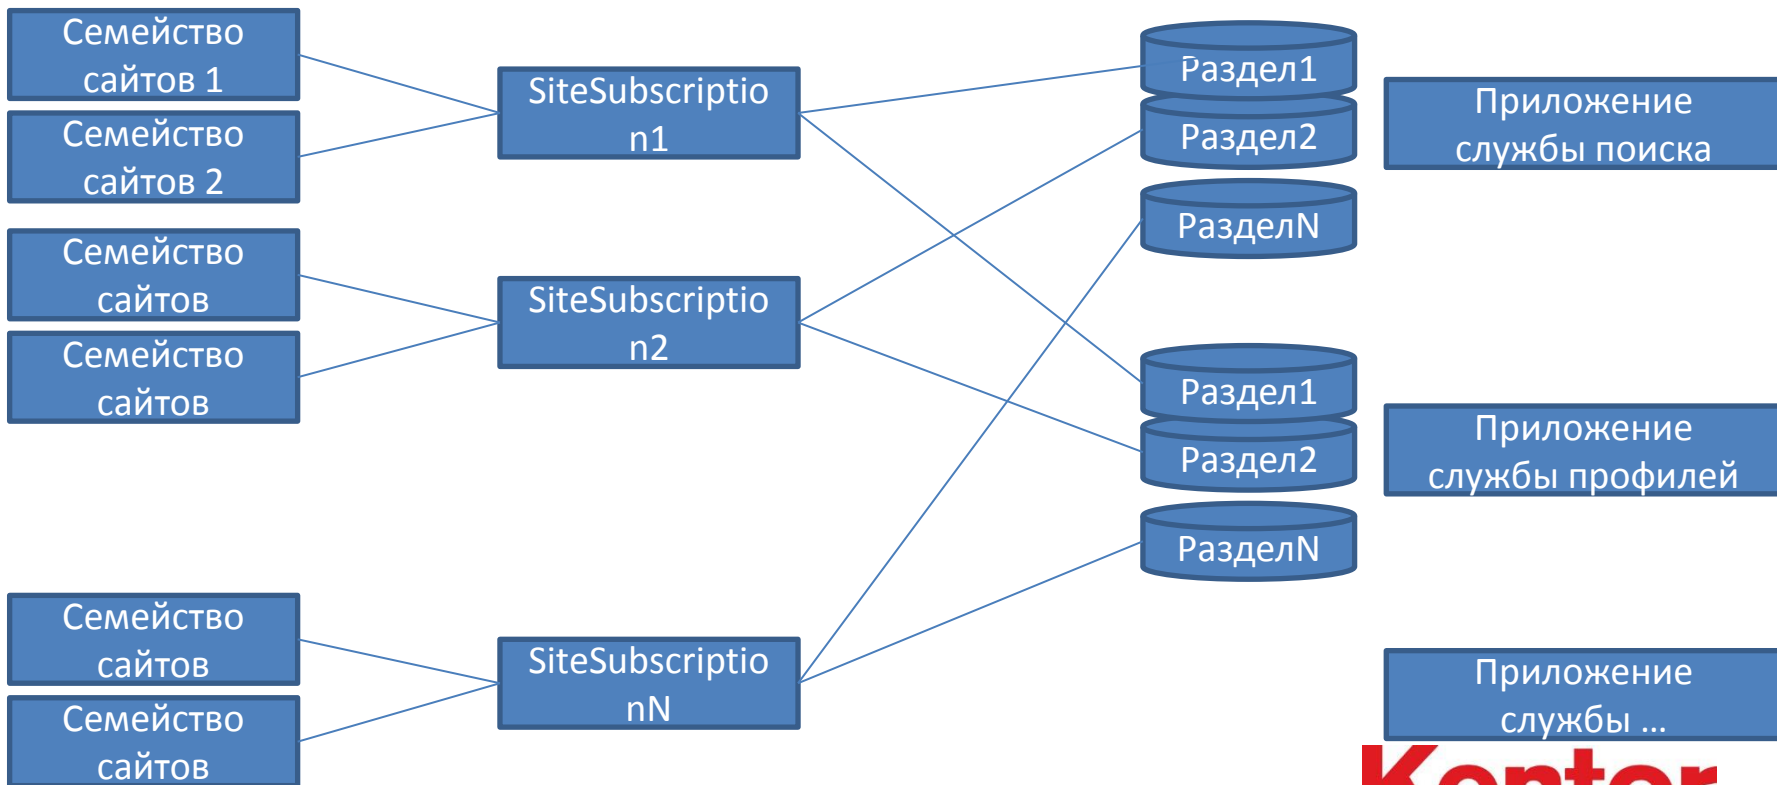 Семейство
сайтов 1
Семейство
сайтов 2
Семейство
сайтов
Семейство
сайтов
Семейство
сайтов
Семейство
сайтов
SiteSubscriptio
n1
SiteSubscriptio
n2
SiteSubscriptio
nN
Раздел1
Раздел2
РазделN
Раздел1
Раздел2
РазделN
Приложение
службы поиска
Приложение
службы профилей
Приложение
службы ...